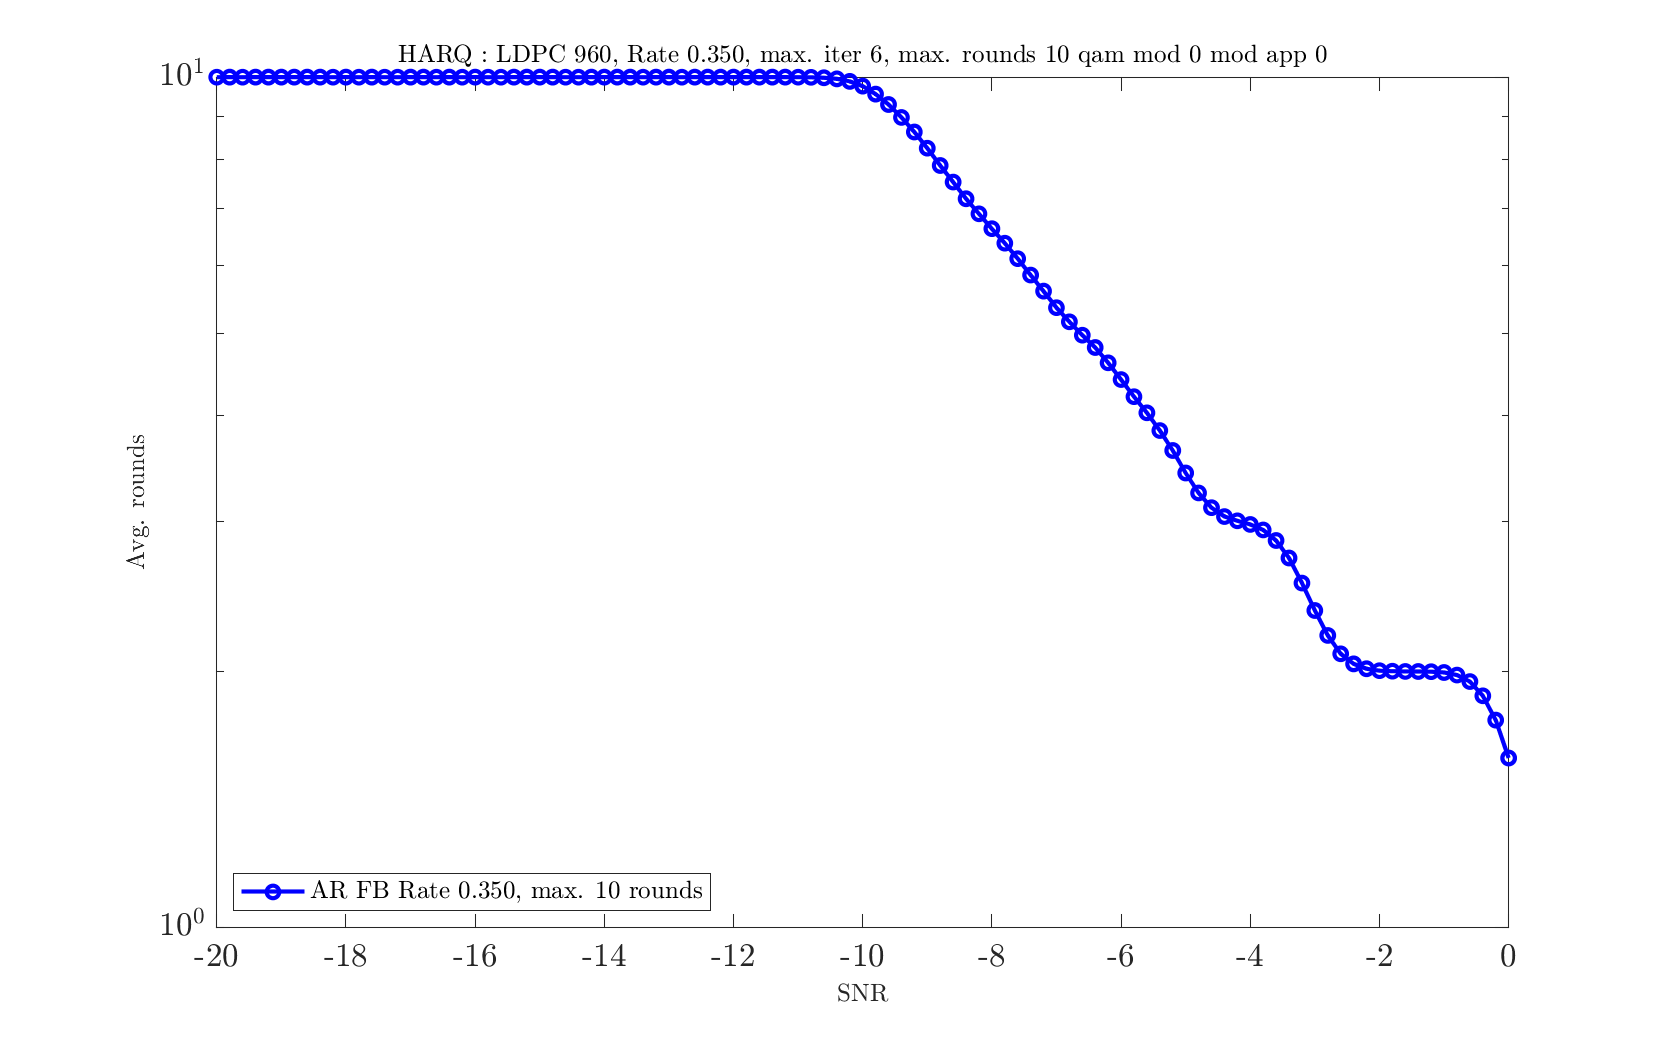 HARQ : LDPC 960, Rate 0.350, max. iter 6, max. rounds 10 qam mod 0 mod app 0
10^1
Avg. rounds
AR FB Rate 0.350, max. 10 rounds
10^0
-20 -18 -16 -14 -12 -10 -8 -6 -4 -2 0
SNR